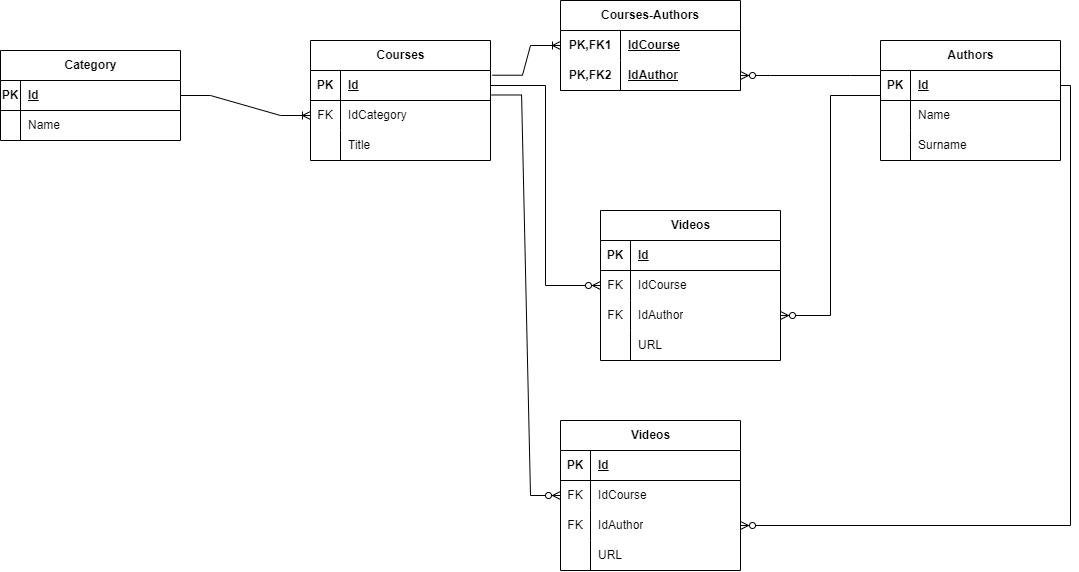 Category
PK Id
Name
Courses
PK Id
FK IdCategory
Title
Courses-Authors
PK,FK1 IdCourse
PK,FK2 IdAuthor
Authors
PK Id
Name
Surname
Videos
PK Id
FK IdCourse
FK IdAuthor
URL
Videos
PK Id
FK IdCourse
FK IdAuthor
URL